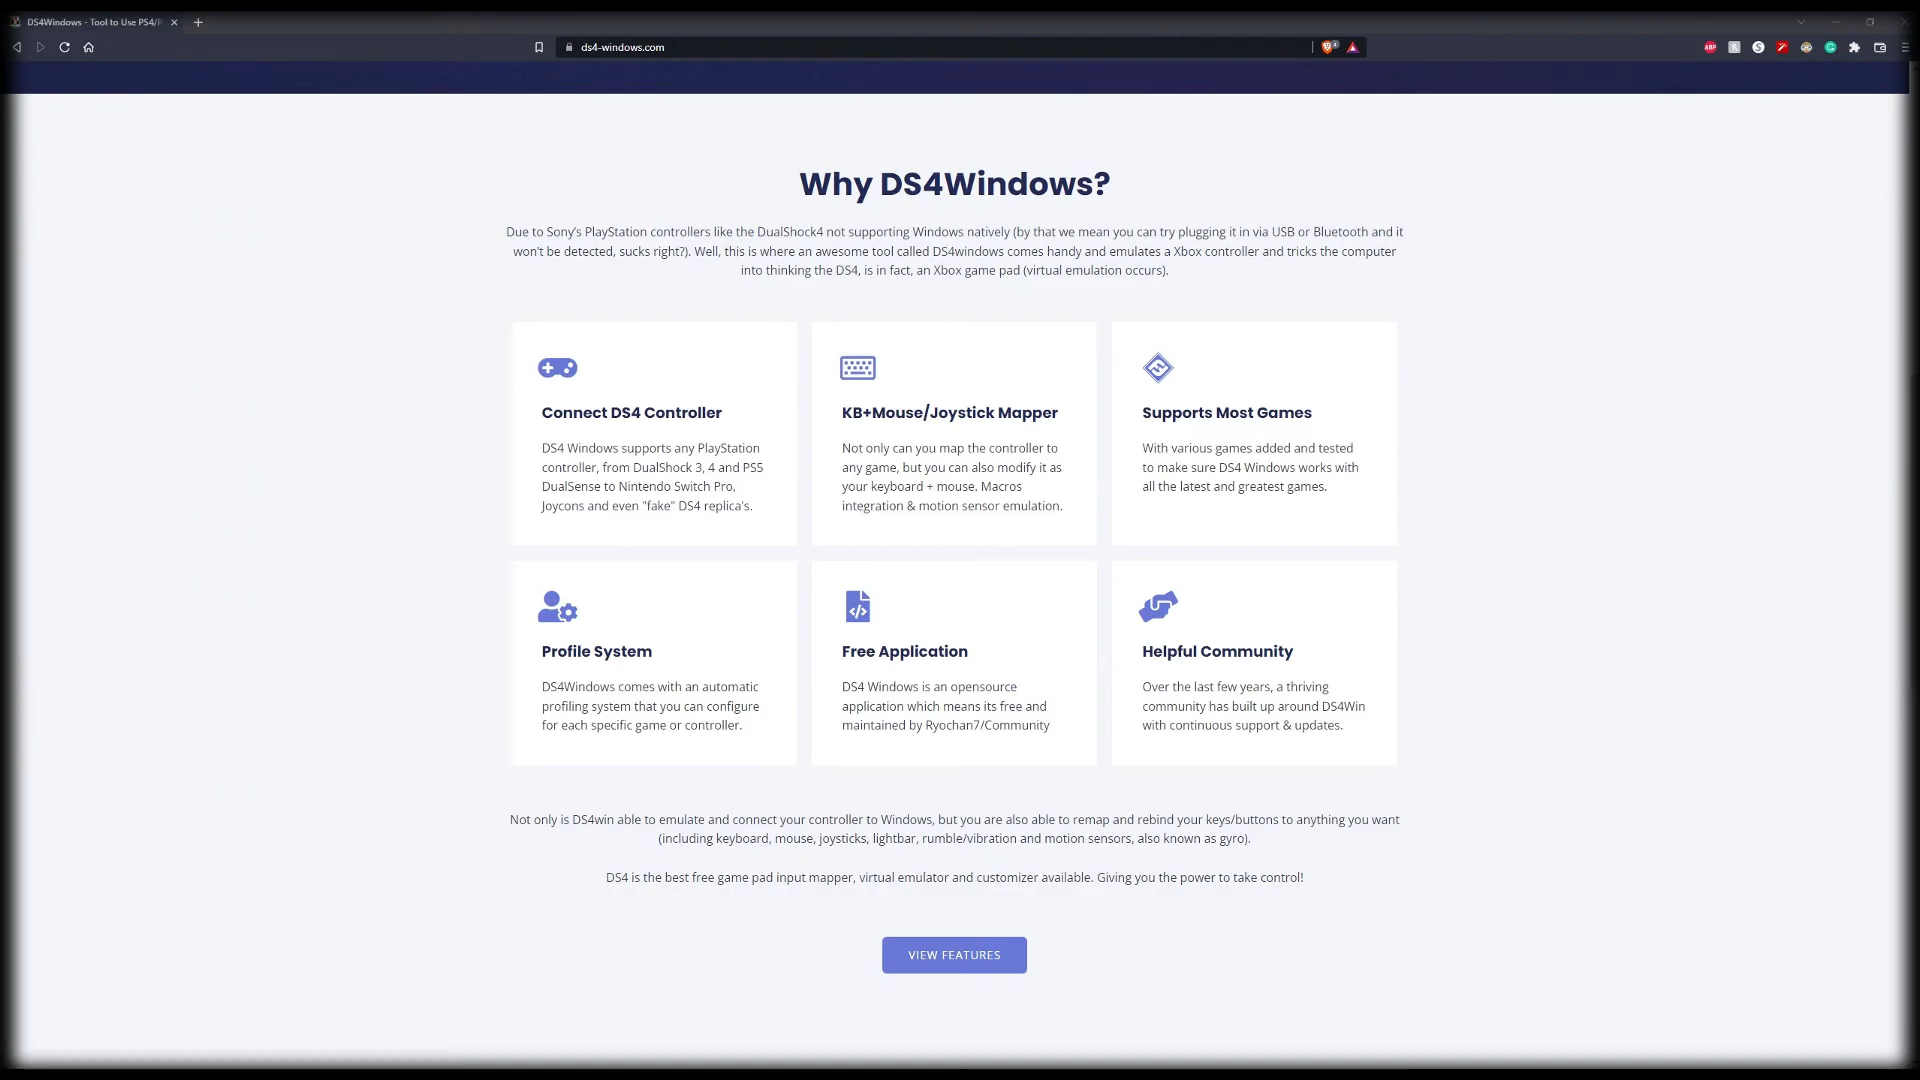 DS4Windows - Tool to Use PS4/P
ds4-windows.com
ABP
Why DS4Windows?
Due to Sony's PlayStation controllers like the DualShock4 not supporting Windows natively (by that we mean you can try plugging it in via USB or Bluetooth and it
won't be detected, sucks right?). Well, this is where an awesome tool called DS4windows comes handy and emulates a Xbox controller and tricks the computer
into thinking the DS4, is in fact, an Xbox game pad (virtual emulation occurs).
Connect DS4 Controller
DS4 Windows supports any PlayStation
controller, from DualShock 3, 4 and PS5
DualSense to Nintendo Switch Pro,
Joycons and even "fake" DS4 replica's.
KB+Mouse/Joystick Mapper
Not only can you map the controller to
any game, but you can also modify it as
your keyboard + mouse. Macros
integration & motion sensor emulation.
Supports Most Games
With various games added and tested
to make sure DS4 Windows works with
all the latest and greatest games.
Profile System
DS4Windows comes with an automatic
profiling system that you can configure
for each specific game or controller.
Free Application
DS4 Windows is an opensource
application which means its free and
maintained by Ryochan7/Community
Helpful Community
Over the last few years, a thriving
community has built up around DS4Win
with continuous support & updates.
Not only is DS4win able to emulate and connect your controller to Windows, but you are also able to remap and rebind your keys/buttons to anything you want
(including keyboard, mouse, joysticks, lightbar, rumble/vibration and motion sensors, also known as gyro).
DS4 is the best free game pad input mapper, virtual emulator and customizer available. Giving you the power to take control!
VIEW FEATURES